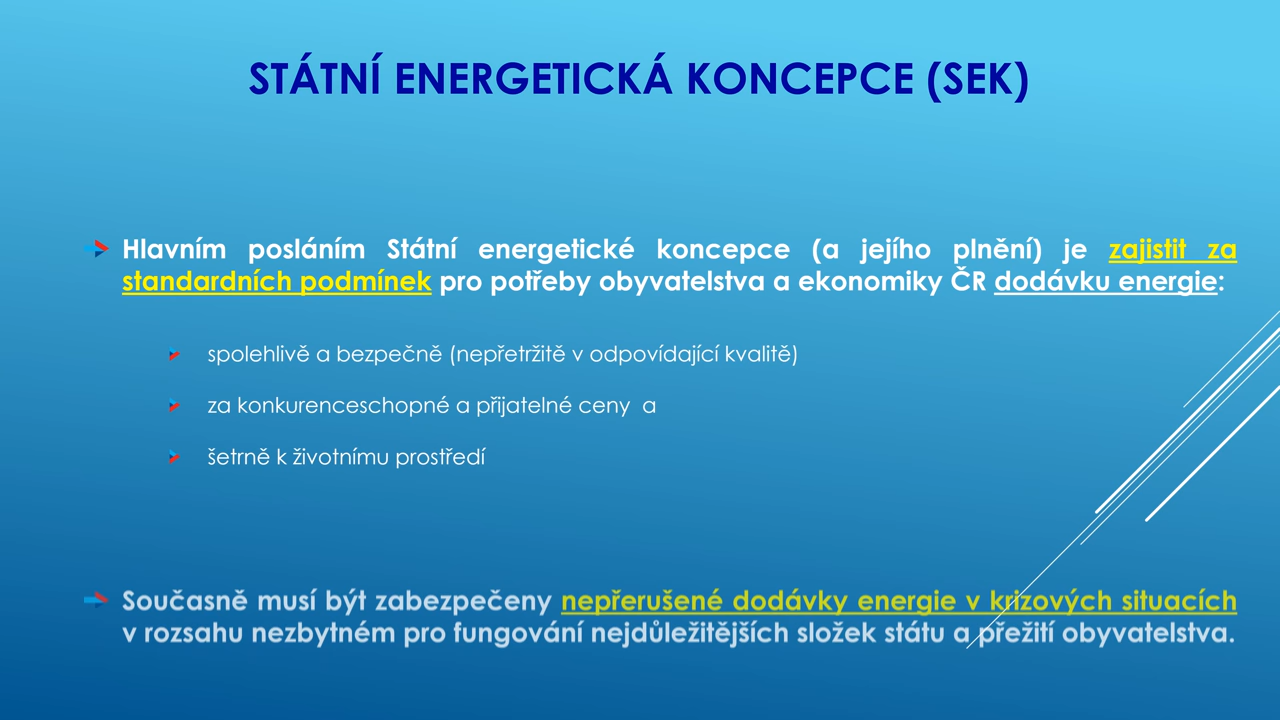 STÁTNÍ ENERGETICKÁ KONCEPCE (SEK)
Hlavním posláním Státní energetické koncepce (a jejího plnění) je zajistit za
standardních podmínek pro potřeby obyvatelstva a ekonomiky ČR dodávku energie:
spolehlivě a bezpečně (nepřetržitě v odpovídající kvalitě)
za konkurenceschopné a přijatelné ceny a
šetrně k životnímu prostředí
Současně musí být zabezpečeny nepřerušené dodávky energie v krizových situacích
v rozsahu nezbytném pro fungování nejdůležitějších složek státu a přežití obyvatelstva.